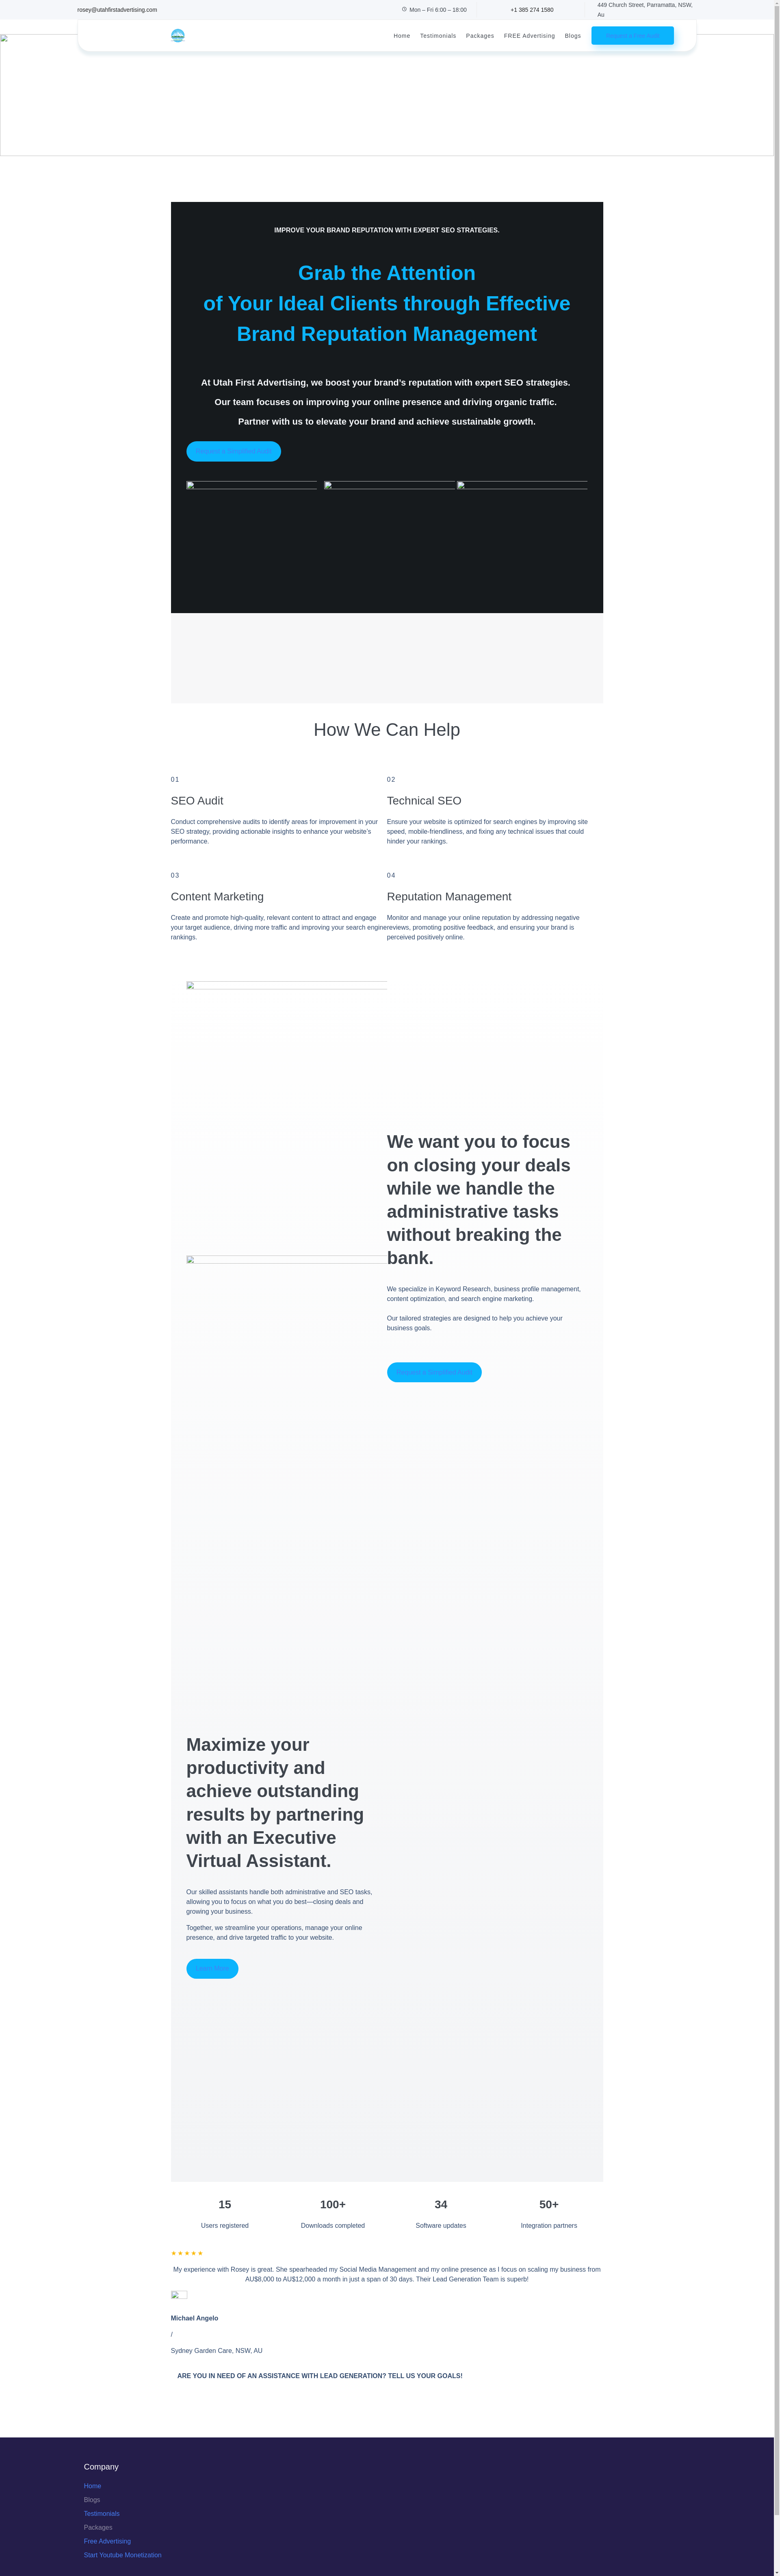 rosey@utahfirstadvertising.com
Mon – Fri 6:00 – 18:00
+1 385 274 1580
449 Church Street, Parramatta, NSW,
Au
Home
Testimonials
Packages
FREE Advertising
Blogs
IMPROVE YOUR BRAND REPUTATION WITH EXPERT SEO STRATEGIES.
Grab the Attention
of Your Ideal Clients through Effective
Brand Reputation Management
At Utah First Advertising, we boost your brand's reputation with expert SEO strategies.
Our team focuses on improving your online presence and driving organic traffic.
Partner with us to elevate your brand and achieve sustainable growth.
How We Can Help
01
SEO Audit
Conduct comprehensive audits to identify areas for improvement in your
SEO strategy, providing actionable insights to enhance your website's
performance.
02
Technical SEO
Ensure your website is optimized for search engines by improving site
speed, mobile-friendliness, and fixing any technical issues that could
hinder your rankings.
03
Content Marketing
Create and promote high-quality, relevant content to attract and engage
your target audience, driving more traffic and improving your search engine
rankings.
04
Reputation Management
Monitor and manage your online reputation by addressing negative
reviews, promoting positive feedback, and ensuring your brand is
perceived positively online.
We want you to focus
on closing your deals
while we handle the
administrative tasks
without breaking the
bank.
We specialize in Keyword Research, business profile management,
content optimization, and search engine marketing.
Our tailored strategies are designed to help you achieve your
business goals.
Maximize your
productivity and
achieve outstanding
results by partnering
with an Executive
Virtual Assistant.
Our skilled assistants handle both administrative and SEO tasks,
allowing you to focus on what you do best—closing deals and
growing your business.
Together, we streamline your operations, manage your online
presence, and drive targeted traffic to your website.
15
Users registered
100+
Downloads completed
34
Software updates
50+
Integration partners
★★★★★
My experience with Rosey is great. She spearheaded my Social Media Management and my online presence as I focus on scaling my business from
AU$8,000 to AU$12,000 a month in just a span of 30 days. Their Lead Generation Team is superb!
Michael Angelo
/
Sydney Garden Care, NSW, AU
ARE YOU IN NEED OF AN ASSISTANCE WITH LEAD GENERATION? TELL US YOUR GOALS!
Company
Home
Blogs
Testimonials
Packages
Free Advertising
Start Youtube Monetization